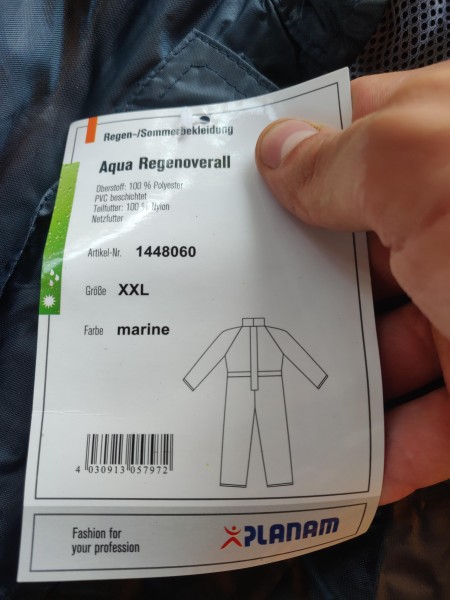 Regen-/Sommerbekleidung
Aqua Regenoverall
Oberstoff: 100 % Polyester
PVC beschichtet
Teilfutter: 100 % Nylon
Netzfutter
Artikel-Nr. 1448060
Größe XXL
Farbe marine
4 030913 057972
Fashion for
your profession
PLANAM